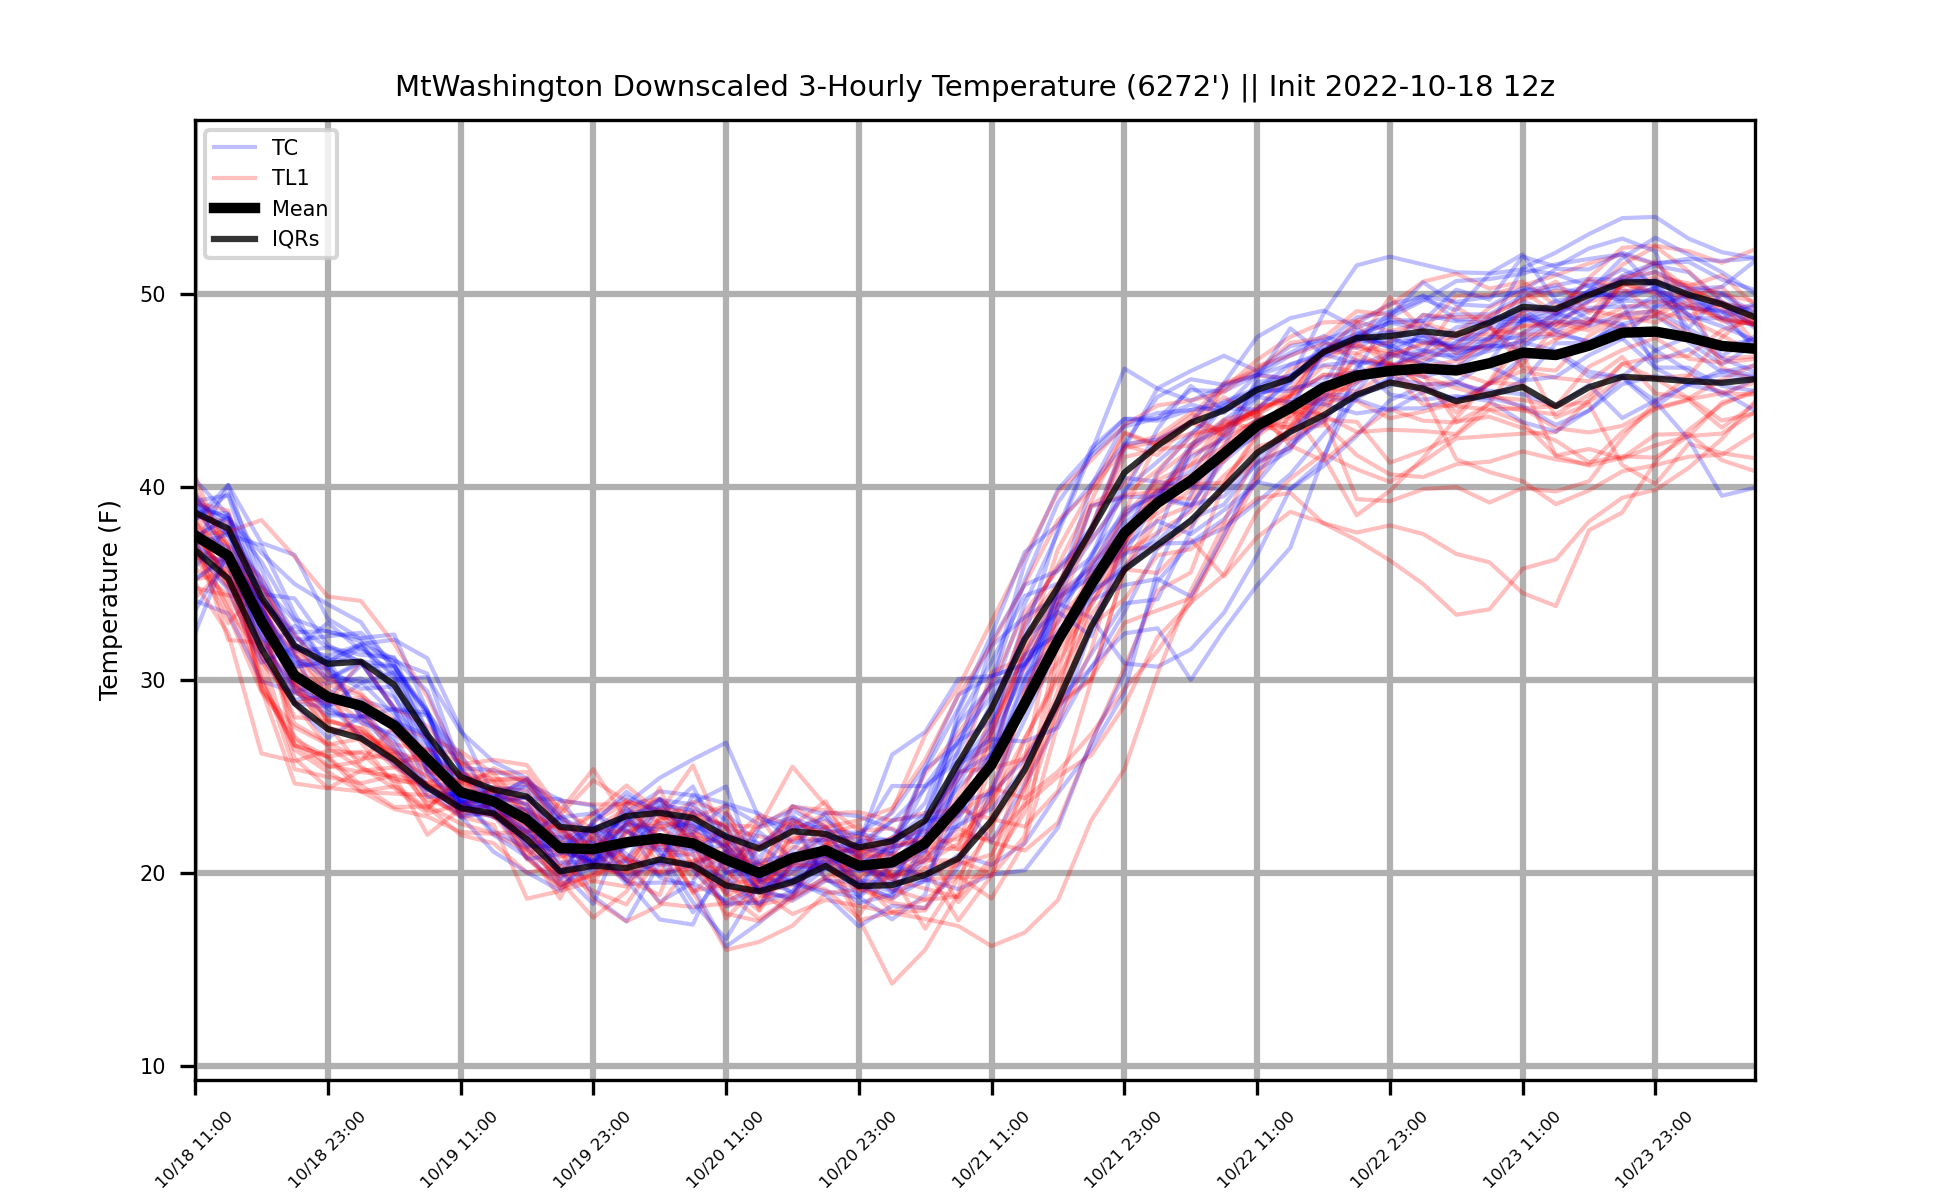 MtWashington Downscaled 3-Hourly Temperature (6272') || Init 2022-10-18 12z
TC
TL1
Mean
IQRs
Temperature (F)
50
40
30
20
10
10/18 11:00
10/18 23:00
10/19 11:00
10/19 23:00
10/20 11:00
10/20 23:00
10/21 11:00
10/21 23:00
10/22 11:00
10/22 23:00
10/23 11:00
10/23 23:00